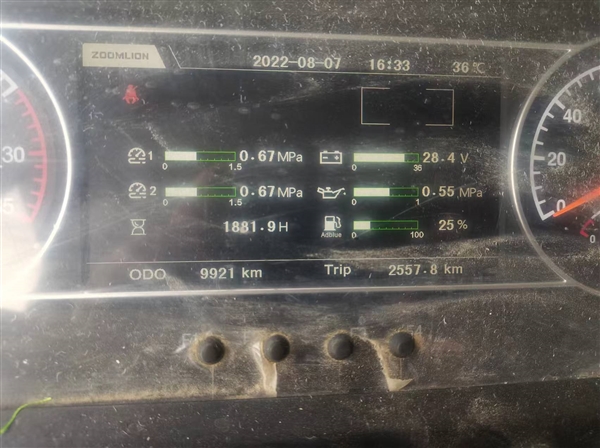 ZOOMLION 2022-08-07 16:33 36℃
1 0.67 MPa 28.4 V
0 1.5 0 36
2 0.67 MPa 0.55 MPa
0 1.5 0 1
1881.9 H Adblue 25 %
0 100
ODO 9921 km Trip 2557.8 km
30
40
20
0
E
0